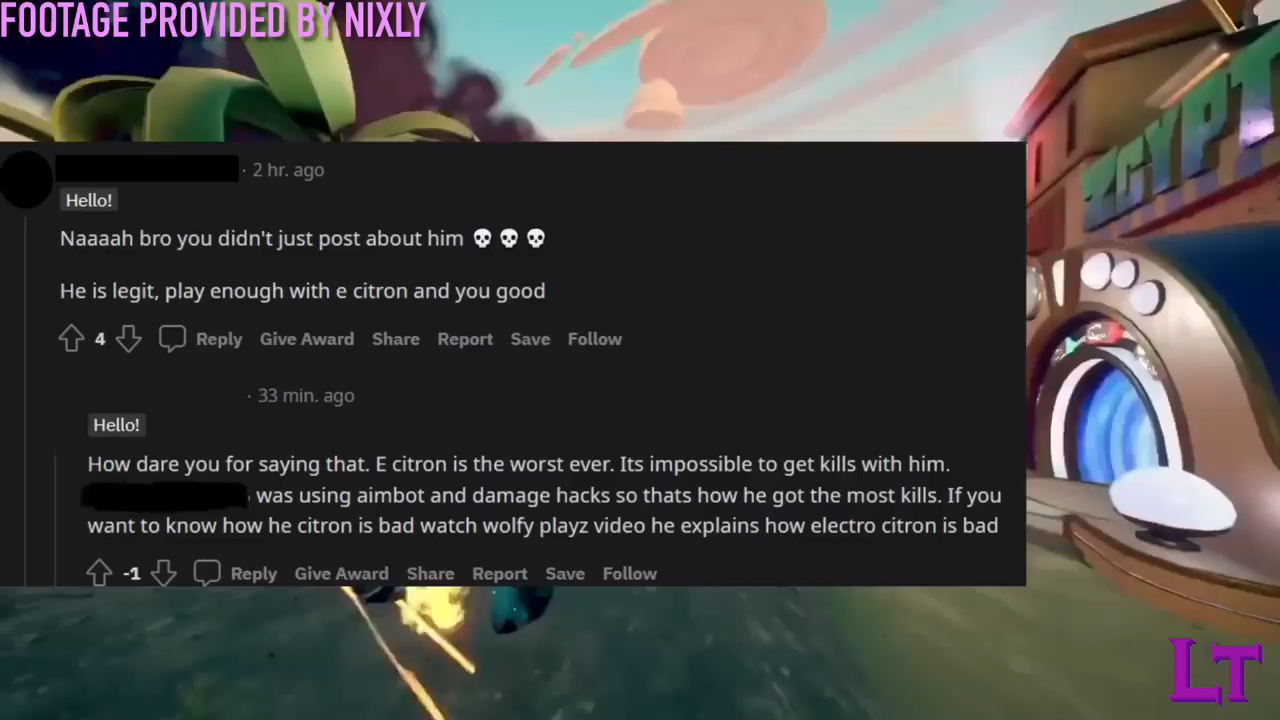 FOOTAGE PROVIDED BY NIXLY
ZGYPT
· 2 hr. ago
Hello!
Naaaah bro you didn't just post about him 💀💀💀
He is legit, play enough with e citron and you good
4 Reply Give Award Share Report Save Follow
· 33 min. ago
Hello!
How dare you for saying that. E citron is the worst ever. Its impossible to get kills with him.
was using aimbot and damage hacks so thats how he got the most kills. If you
want to know how he citron is bad watch wolfy playz video he explains how electro citron is bad
-1 Reply Give Award Share Report Save Follow
LT